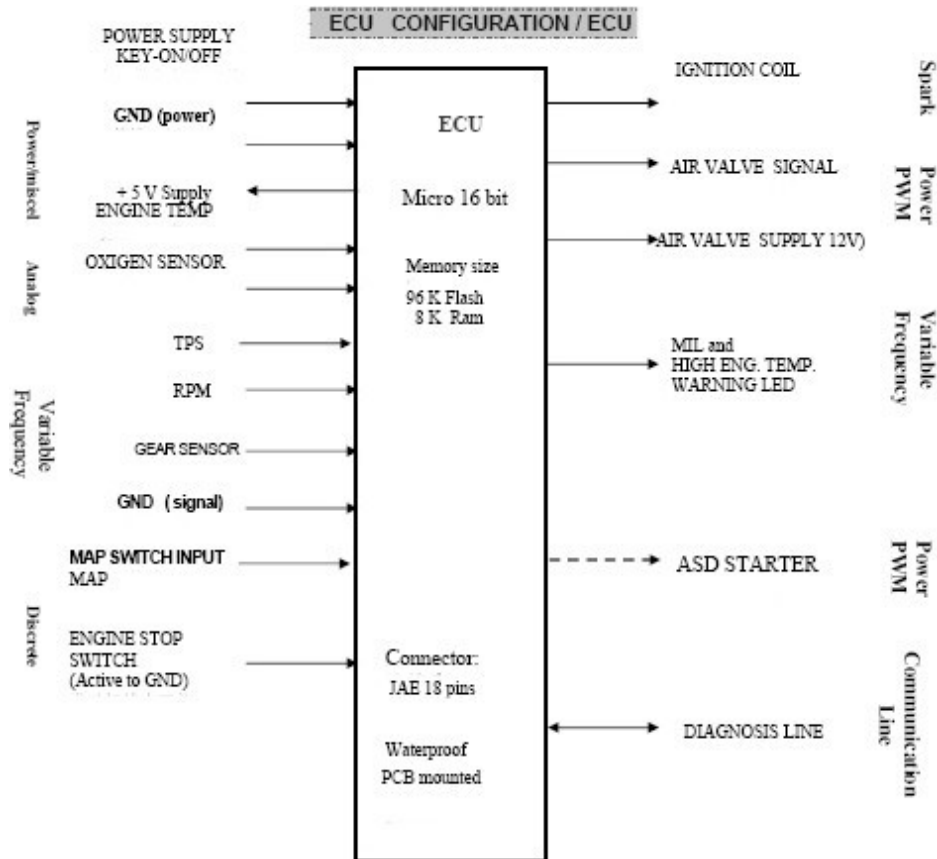 ECU CONFIGURATION / ECU
POWER SUPPLY
KEY-ON/OFF
GND (power)
+ 5 V Supply
ENGINE TEMP
OXIGEN SENSOR
TPS
RPM
GEAR SENSOR
GND ( signal)
MAP SWITCH INPUT
MAP
ENGINE STOP
SWITCH
(Active to GND)
Power/miscel
Analog
Variable
Frequency
Discrete
ECU
Micro 16 bit
Memory size
96 K Flash
8 K Ram
Connector:
JAE 18 pins
Waterproof
PCB mounted
IGNITION COIL
AIR VALVE SIGNAL
AIR VALVE SUPPLY 12V)
MIL and
HIGH ENG. TEMP.
WARNING LED
ASD STARTER
DIAGNOSIS LINE
Spark
Power
PWM
Variable
Frequency
Power
PWM
Communication
Line